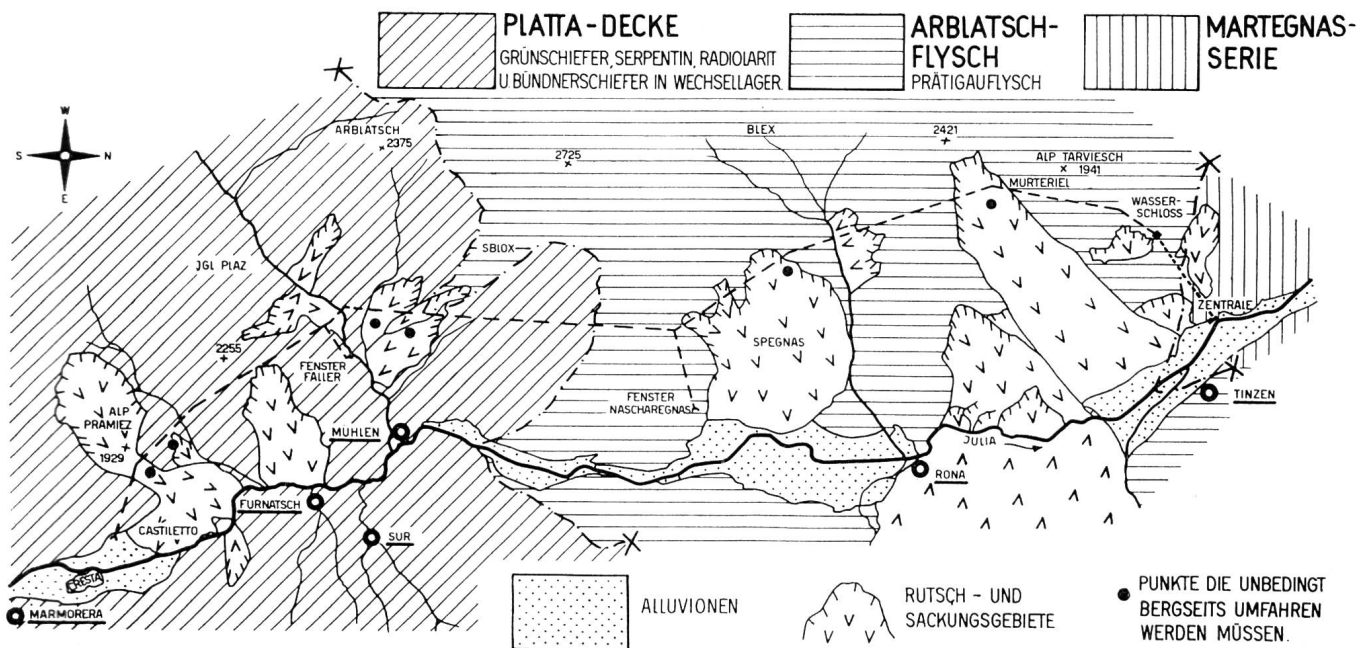 PLATTA-DECKE
GRÜNSCHIEFER, SERPENTIN, RADIOLARIT
U BÜNDNERSCHIEFER IN WECHSELLAGER.
ARBLATSCH-
FLYSCH
PRÄTIGAUFLYSCH
MARTEGNAS-
SERIE
W
S
N
E
ARBLATSCH
2375
2725
BLEX
2421
ALP TARVIESCH
1941
MURTERIEL
WASSER-
SCHLOSS
SBLOX
JGL PLAZ
ZENTRALE
2255
FENSTER
FALLER
SPEGNAS
FENSTER
NASCHAREGNAS
TINZEN
ALP
PRAMIEZ
1929
MÜHLEN
JULIA
RONA
FURNATSCH
CASTILETTO
SUR
CRESTA
MARMORERA
ALLUVIONEN
RUTSCH - UND
SACKUNGSGEBIETE
PUNKTE DIE UNBEDINGT
BERGSEITS UMFAHREN
WERDEN MÜSSEN.